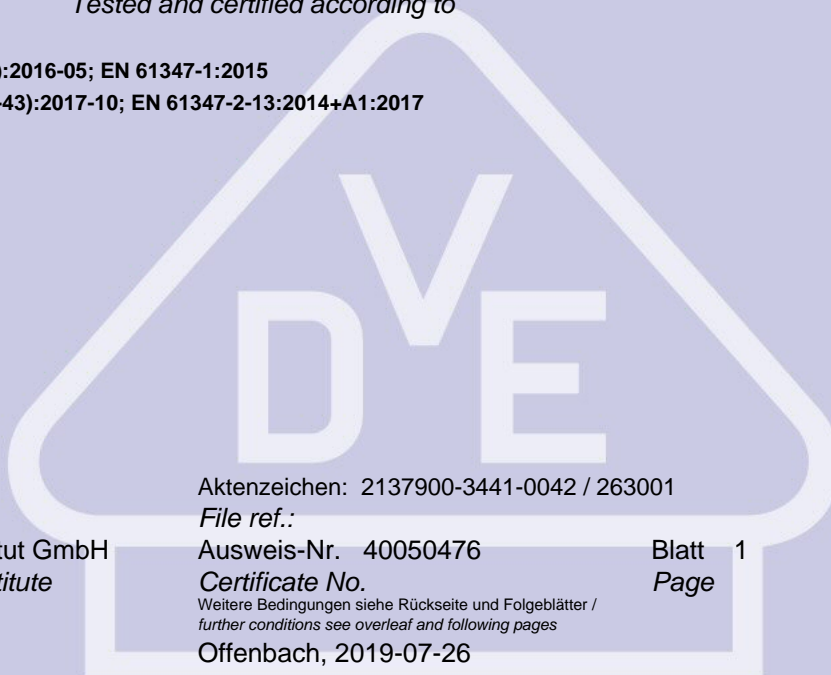 Tested and certified according to
):2016-05; EN 61347-1:2015
-43):2017-10; EN 61347-2-13:2014+A1:2017
VDE
Aktenzeichen: 2137900-3441-0042 / 263001
File ref.:
tut GmbH Ausweis-Nr. 40050476 Blatt 1
titute Certificate No. Page
Weitere Bedingungen siehe Rückseite und Folgeblätter /
further conditions see overleaf and following pages
Offenbach, 2019-07-26